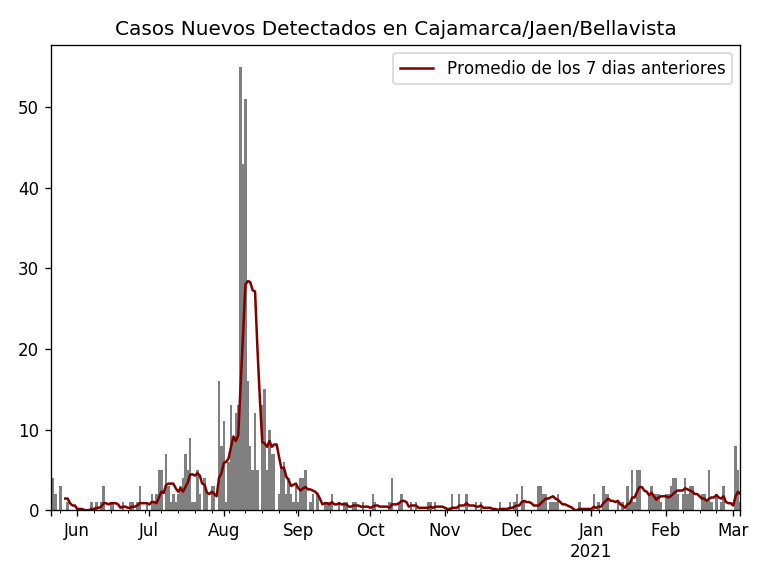 Casos Nuevos Detectados en Cajamarca/Jaen/Bellavista
Promedio de los 7 dias anteriores
50
40
30
20
10
0
Jun Jul Aug Sep Oct Nov Dec Jan Feb Mar
2021